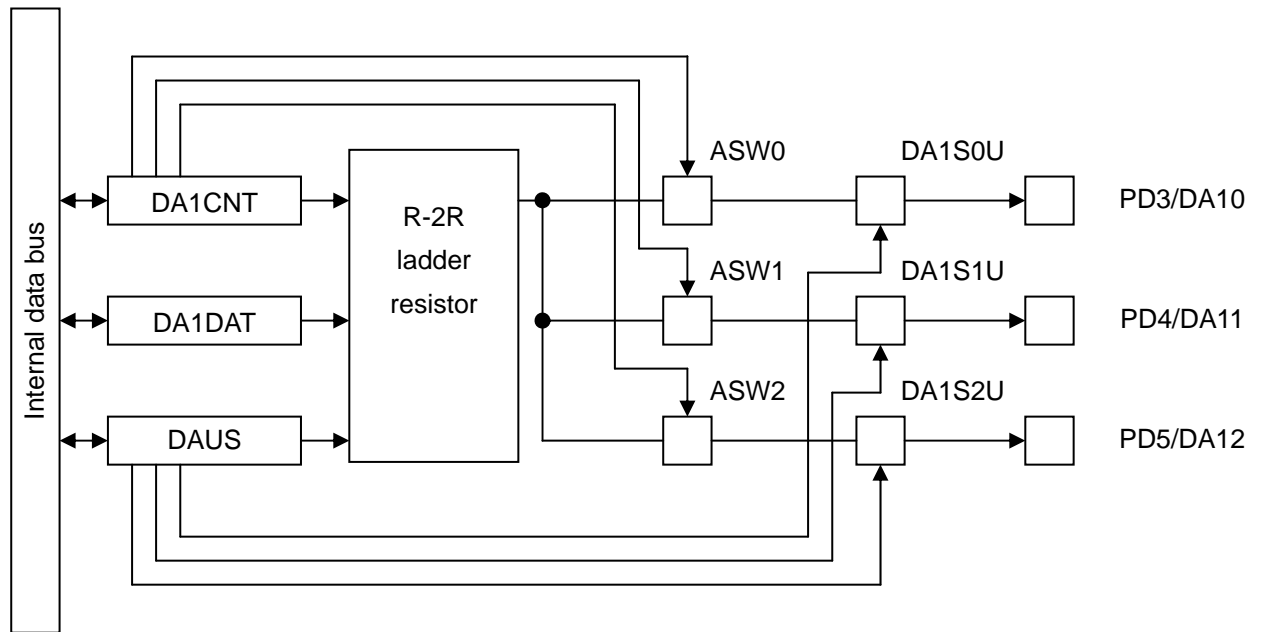 Internal data bus
DA1CNT
DA1DAT
DAUS
R-2R
ladder
resistor
ASW0
DA1S0U
PD3/DA10
ASW1
DA1S1U
PD4/DA11
ASW2
DA1S2U
PD5/DA12